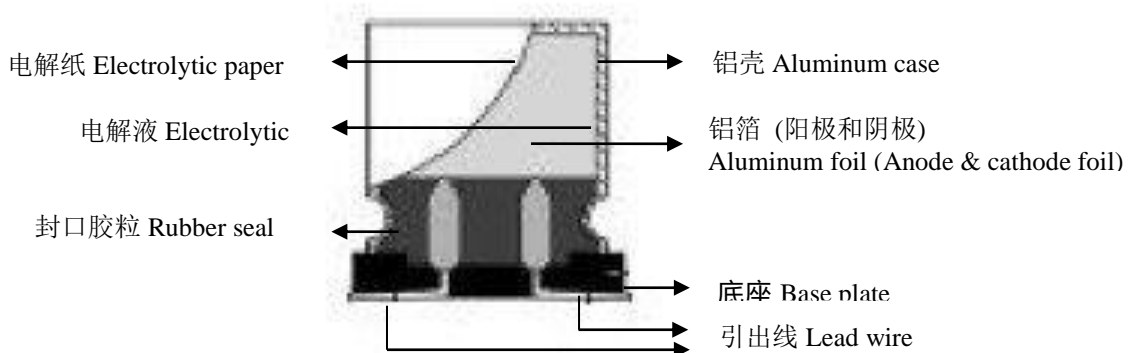 电解纸 Electrolytic paper
电解液 Electrolytic
封口胶粒 Rubber seal
铝壳 Aluminum case
铝箔 (阳极和阴极)
Aluminum foil (Anode & cathode foil)
底座 Base plate
引出线 Lead wire